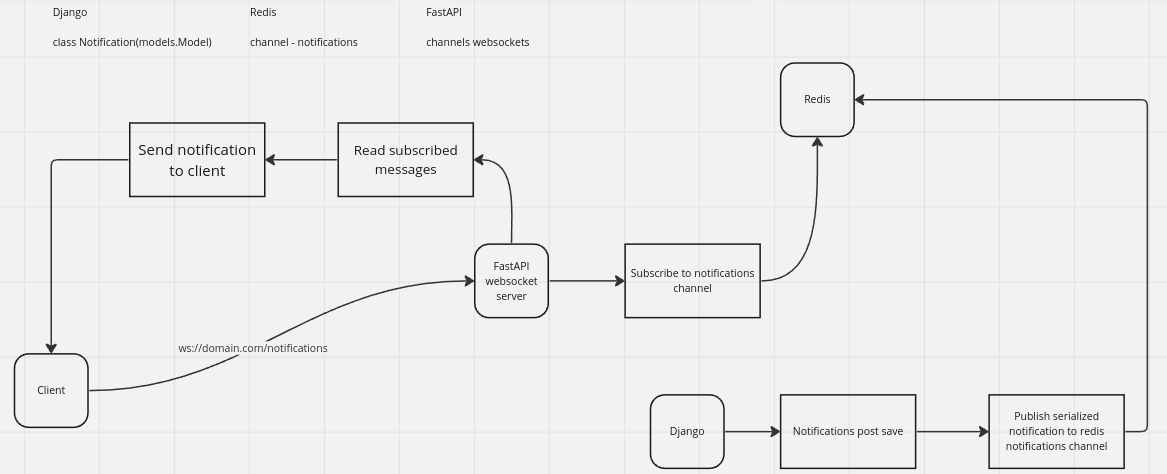 Django
Redis
FastAPI
class Notification(models.Model)
channel - notifications
channels websockets
Redis
Send notification
to client
Read subscribed
messages
FastAPI
websocket
server
Subscribe to notifications
channel
ws://domain.com/notifications
Client
Django
Notifications post save
Publish serialized
notification to redis
notifications channel